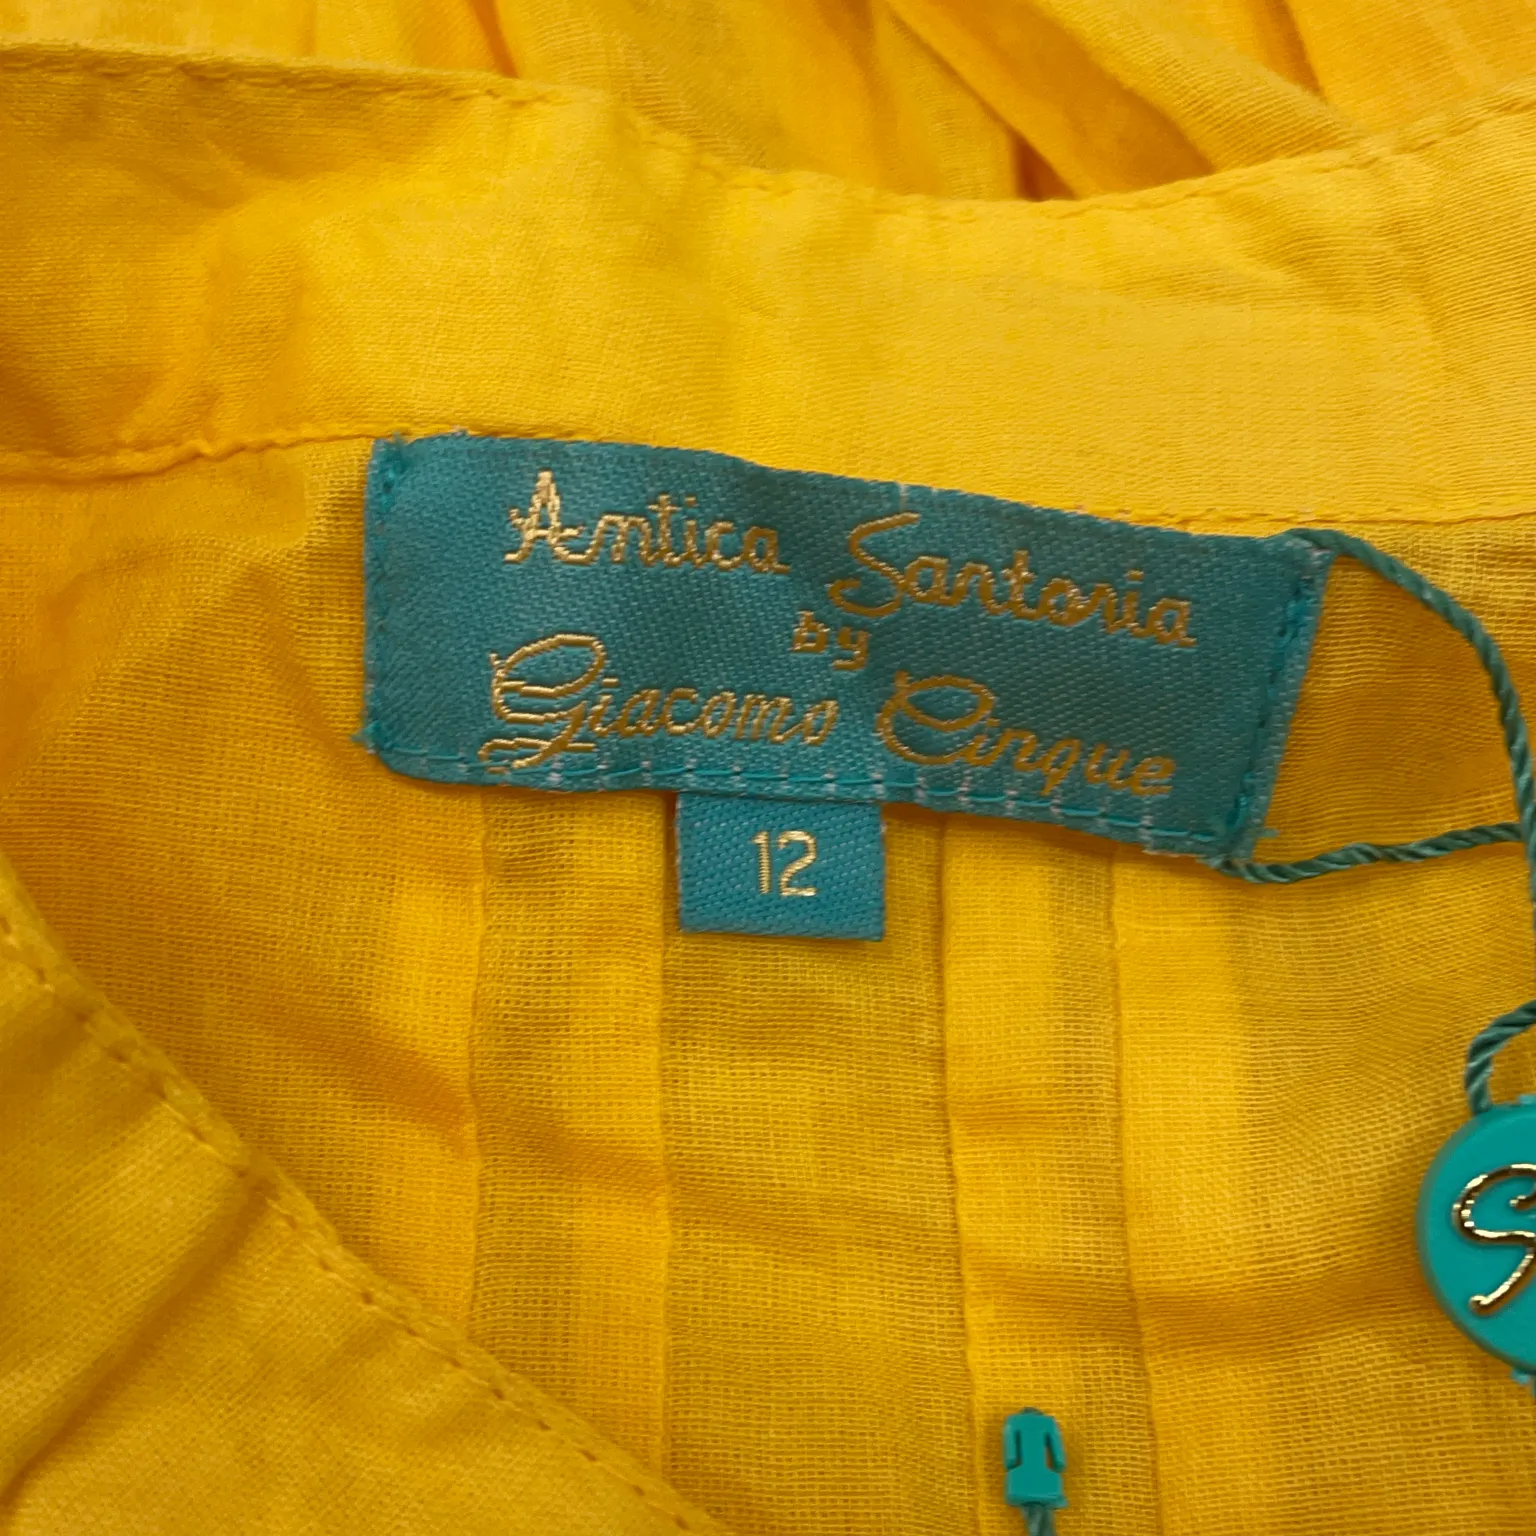 Antica Santoria
by
Giacomo Cinque
12